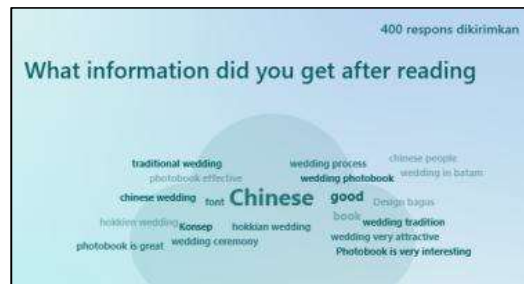 400 respons dikirimkan
What information did you get after reading
traditional wedding wedding process chinese people
photobook effective wedding photobook wedding in batam
chinese wedding font Chinese good Design bagus
hokkien wedding Konsep hokkian wedding book wedding tradition
photobook is great wedding ceremony wedding very attractive
Photobook is very interesting